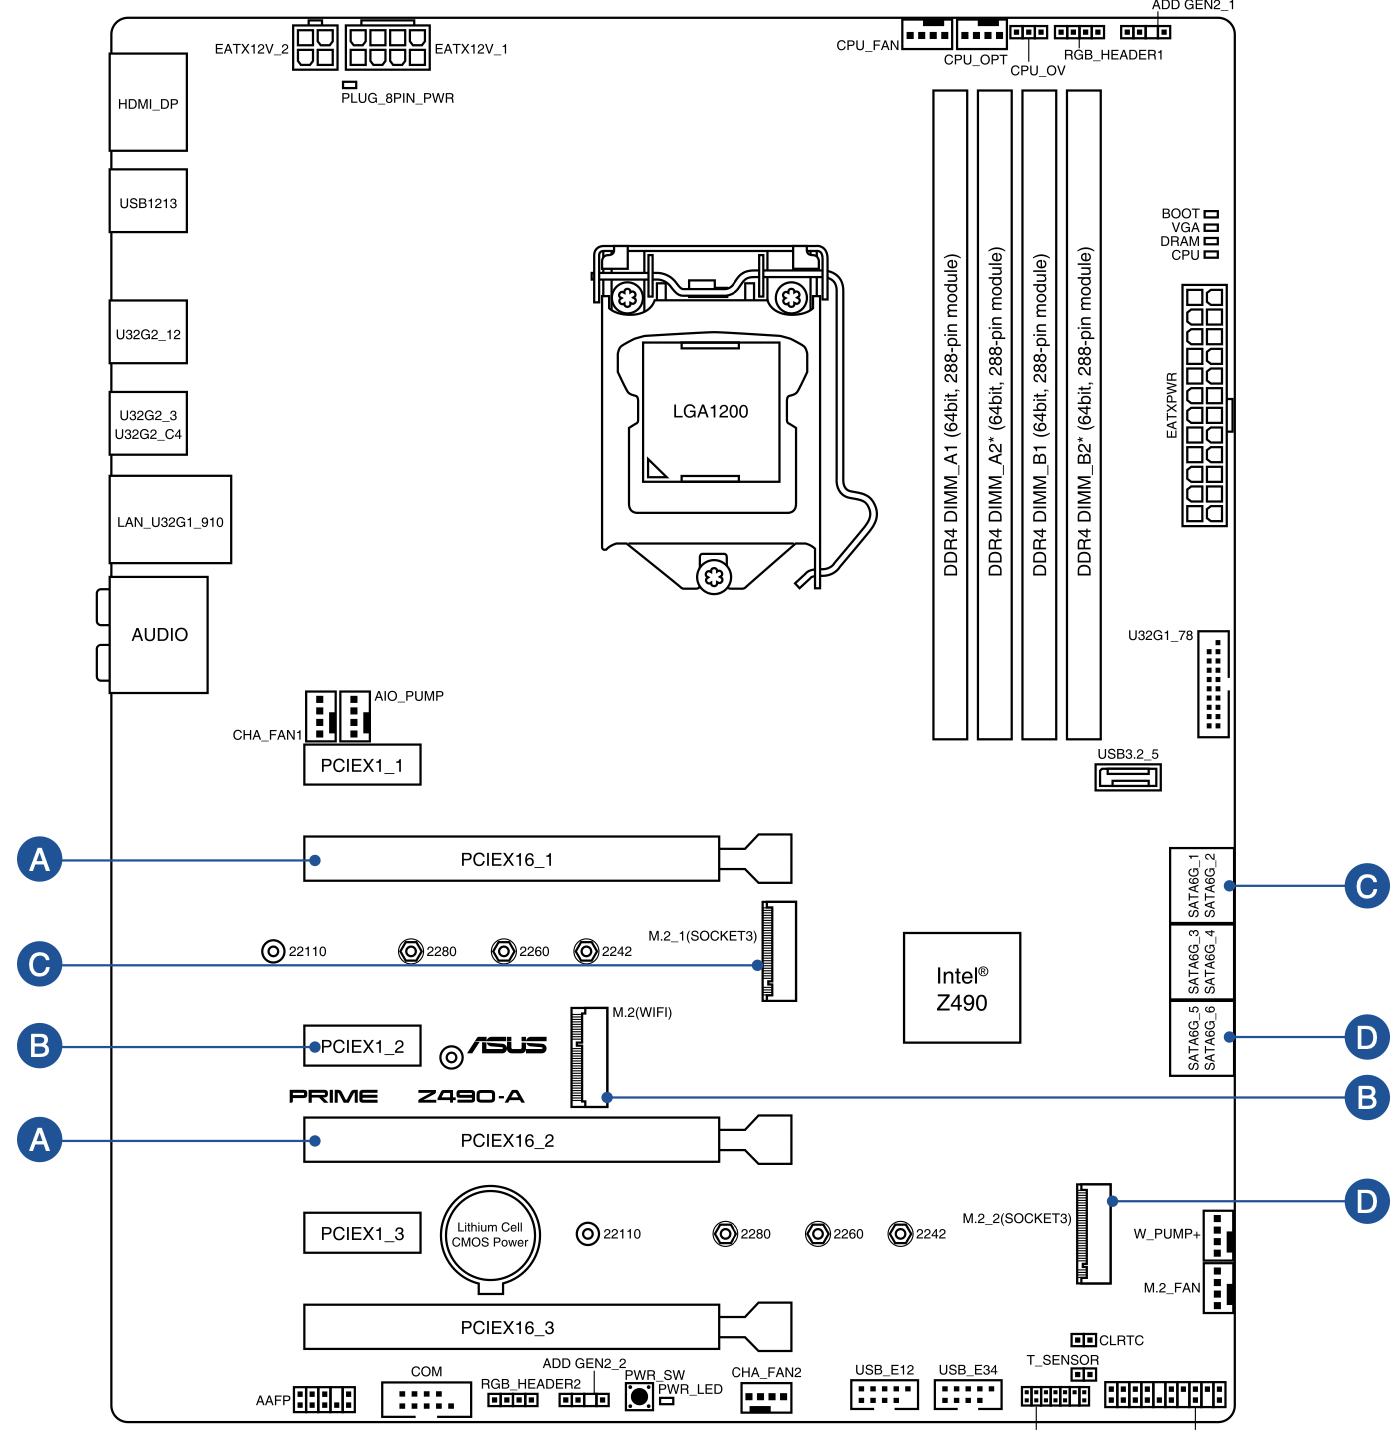 ADD GEN2_1
EATX12V_2
EATX12V_1
CPU_FAN
CPU_OPT
CPU_OV
RGB_HEADER1
PLUG_8PIN_PWR
HDMI_DP
USB1213
BOOT
VGA
DRAM
CPU
U32G2_12
U32G2_3
U32G2_C4
LGA1200
DDR4 DIMM_A1 (64bit, 288-pin module)
DDR4 DIMM_A2* (64bit, 288-pin module)
DDR4 DIMM_B1 (64bit, 288-pin module)
DDR4 DIMM_B2* (64bit, 288-pin module)
EATXPWR
LAN_U32G1_910
AUDIO
U32G1_78
AIO_PUMP
CHA_FAN1
PCIEX1_1
USB3.2_5
A
PCIEX16_1
SATA6G_1
SATA6G_2
C
M.2_1(SOCKET3)
22110
2280
2260
2242
C
SATA6G_3
SATA6G_4
Intel®
Z490
M.2(WIFI)
B
PCIEX1_2
ASUS
SATA6G_5
SATA6G_6
D
PRIME Z490-A
B
A
PCIEX16_2
D
PCIEX1_3
Lithium Cell
CMOS Power
22110
2280
2260
2242
M.2_2(SOCKET3)
W_PUMP+
M.2_FAN
PCIEX16_3
CLRTC
T_SENSOR
AAFP
COM
RGB_HEADER2
ADD GEN2_2
PWR_SW
PWR_LED
CHA_FAN2
USB_E12
USB_E34